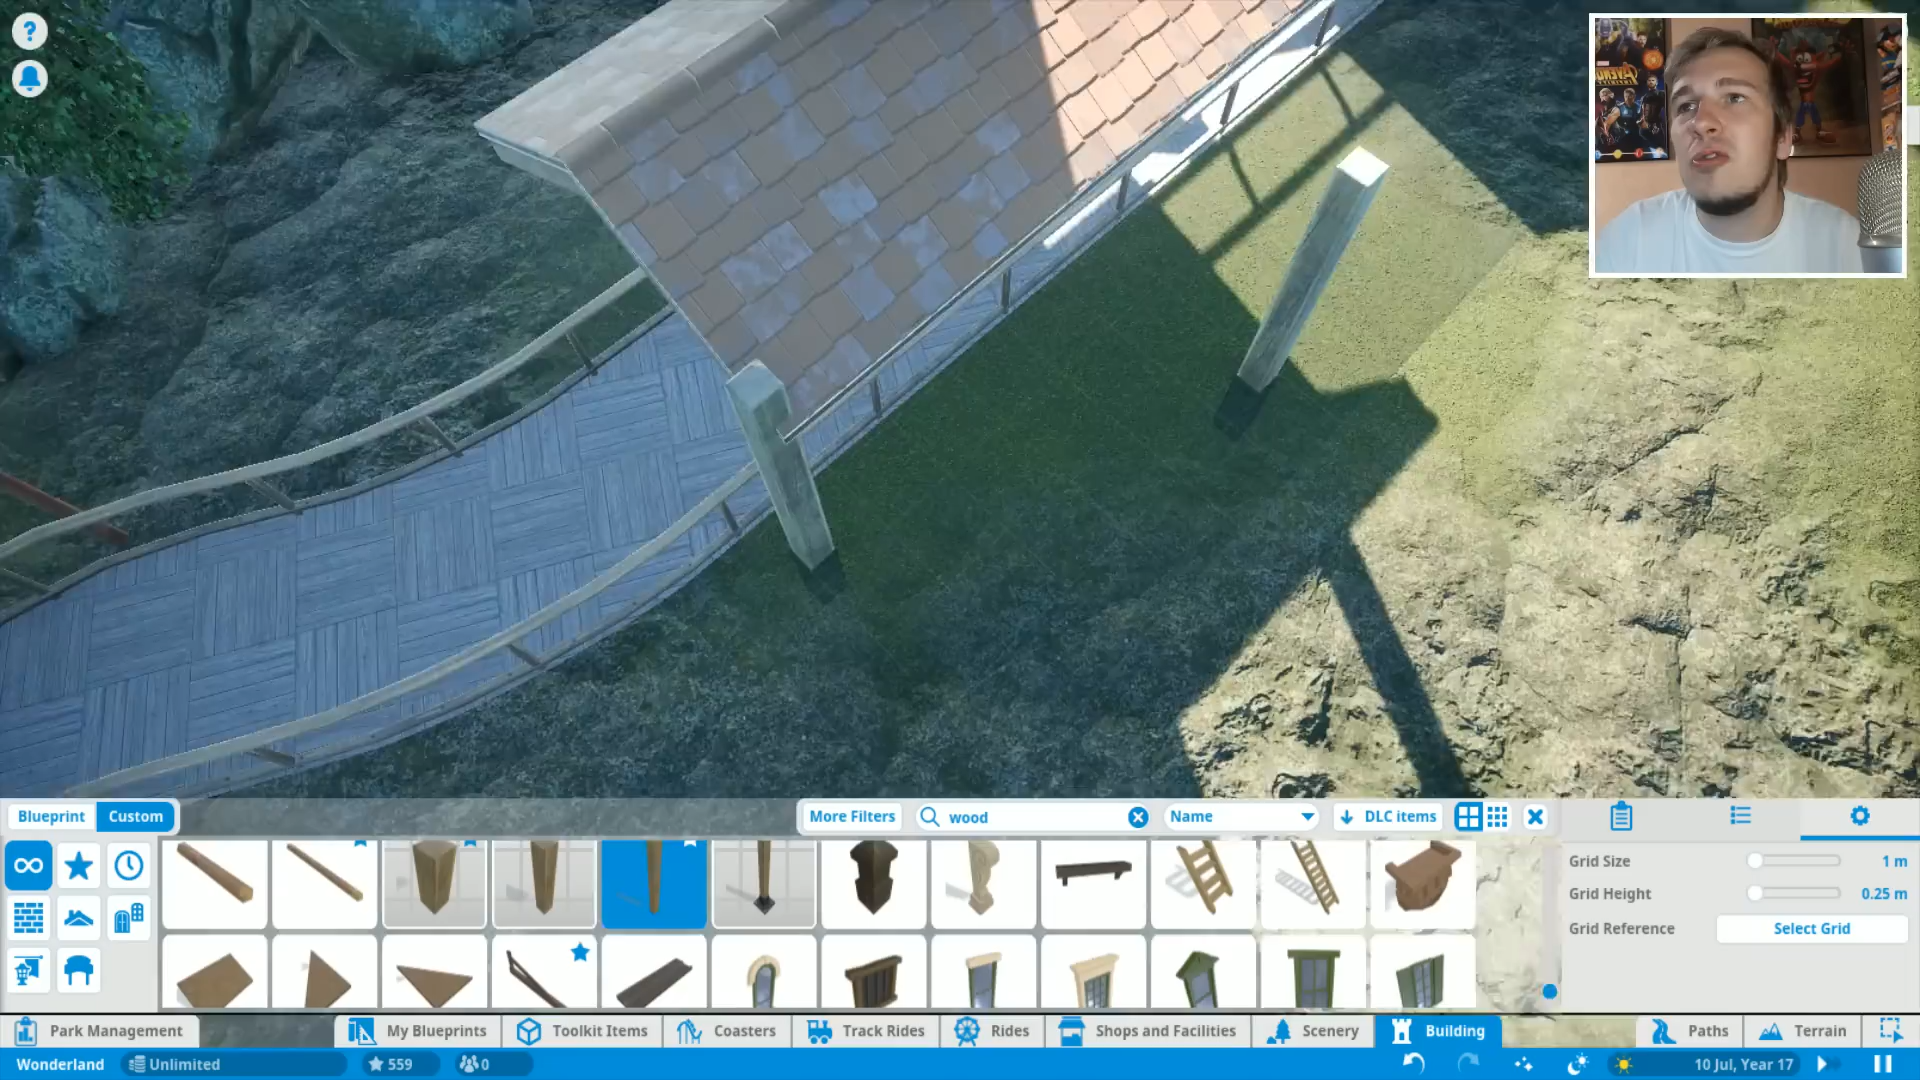 ?
Blueprint
Custom
More Filters
wood
Name
DLC items
Grid Size
1 m
Grid Height
0.25 m
Grid Reference
Select Grid
Park Management
My Blueprints
Toolkit Items
Coasters
Track Rides
Rides
Shops and Facilities
Scenery
Building
Paths
Terrain
Wonderland
Unlimited
559
0
10 Jul, Year 17